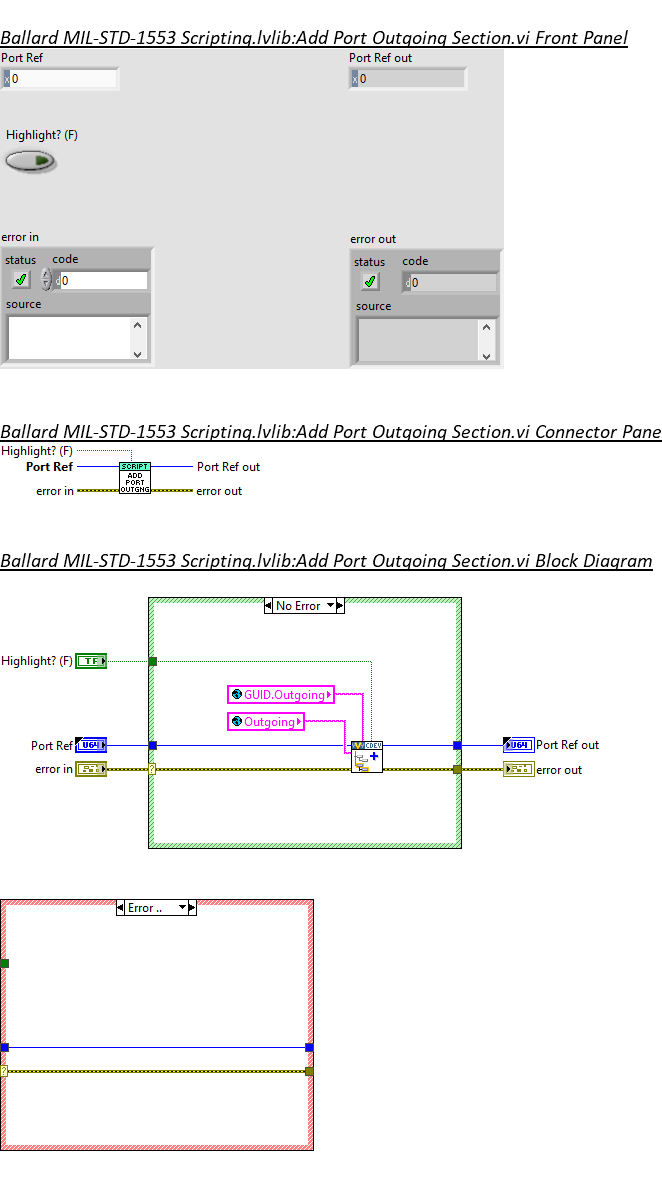 Ballard MIL-STD-1553 Scripting.lvlib:Add Port Outgoing Section.vi Front Panel
Port Ref
Port Ref out
x 0
x 0
Highlight? (F)
error in
error out
status code
status code
d 0
d 0
source
source
Ballard MIL-STD-1553 Scripting.lvlib:Add Port Outgoing Section.vi Connector Pane
Highlight? (F)
Port Ref
SCRIPT
Port Ref out
ADD
PORT
error in
OUTGNG
error out
Ballard MIL-STD-1553 Scripting.lvlib:Add Port Outgoing Section.vi Block Diagram
No Error
Highlight? (F)
TF
GUID.Outgoing
Outgoing
Port Ref
U64
CDEV
U64
Port Ref out
error in
?
error out
Error ..
?